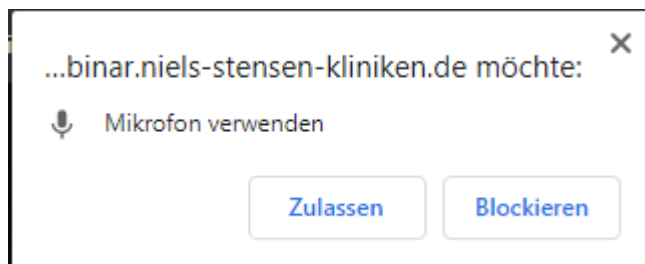 ...binar.niels-stensen-kliniken.de möchte:
Mikrofon verwenden
Zulassen
Blockieren